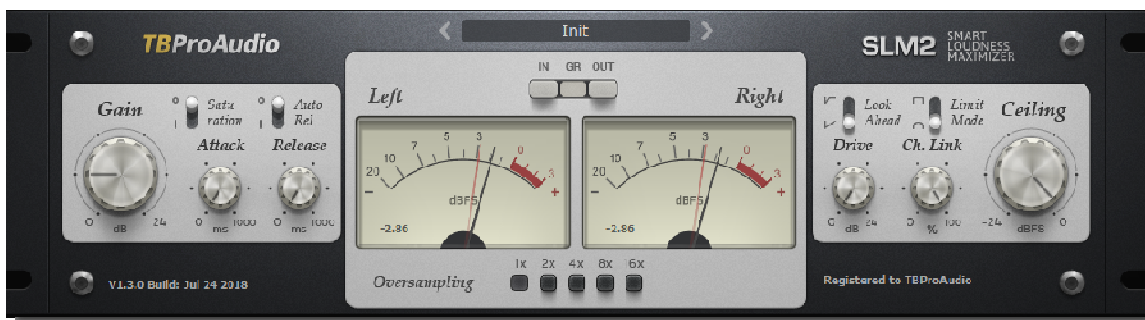 Init
TBProAudio
SLM2 SMART
LOUDNESS
MAXIMIZER
IN GR OUT
Gain
Satu
ration
Auto
Rel
Attack
Release
0 24
dB
0 1000
ms
0 1000
ms
Left
Right
20 10 7 5 3 0 3
- +
dBFS
-2.86
20 10 7 5 3 0 3
- +
dBFS
-2.86
Look
Ahead
Limit
Mode
Ceiling
Drive
Ch. Link
0 24
dB
0 100
%
-24 0
dBFS
Oversampling
1x 2x 4x 8x 16x
V1.3.0 Build: Jul 24 2018
Registered to TBProAudio